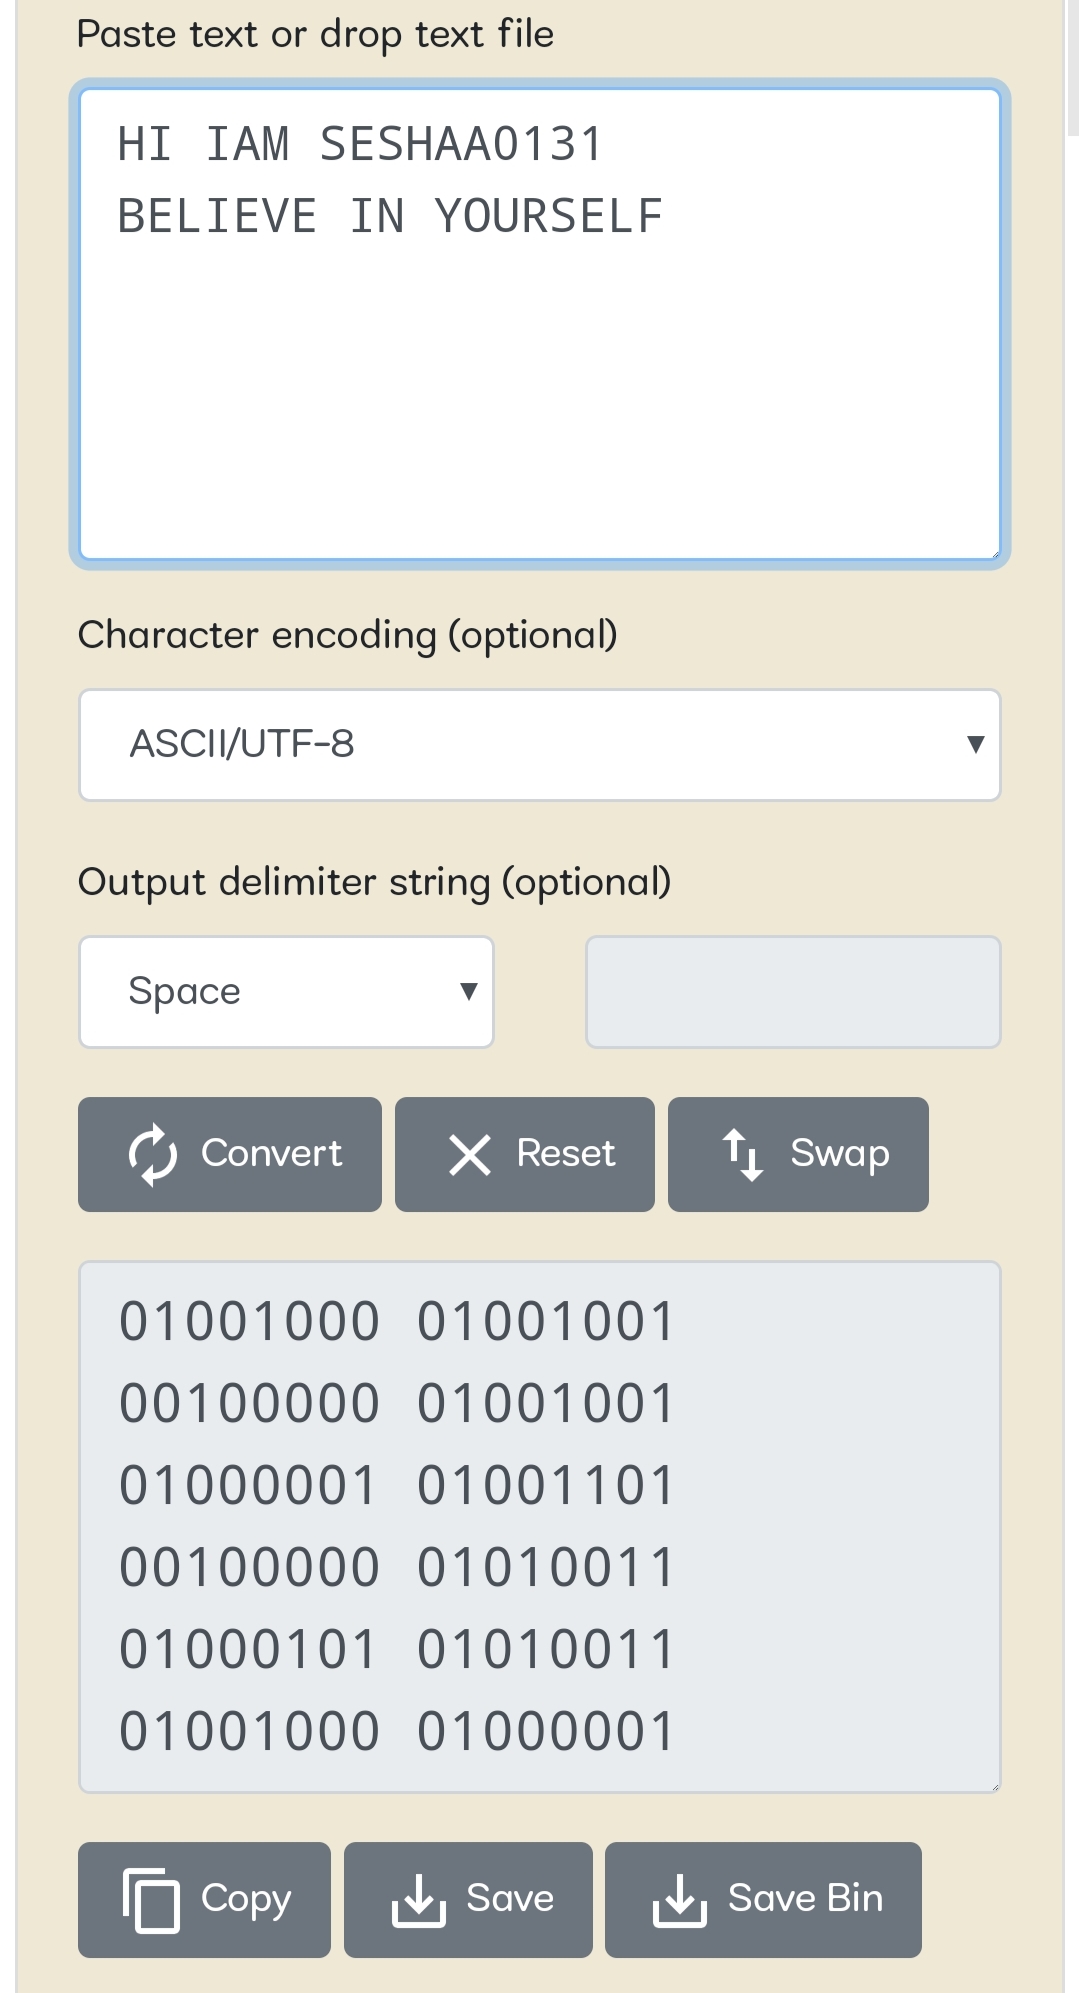 Paste text or drop text file
HI IAM SESHAA0131
BELIEVE IN YOURSELF
Character encoding (optional)
ASCII/UTF-8
Output delimiter string (optional)
Space
Convert Reset Swap
01001000 01001001
00100000 01001001
01000001 01001101
00100000 01010011
01000101 01010011
01001000 01000001
Copy Save Save Bin